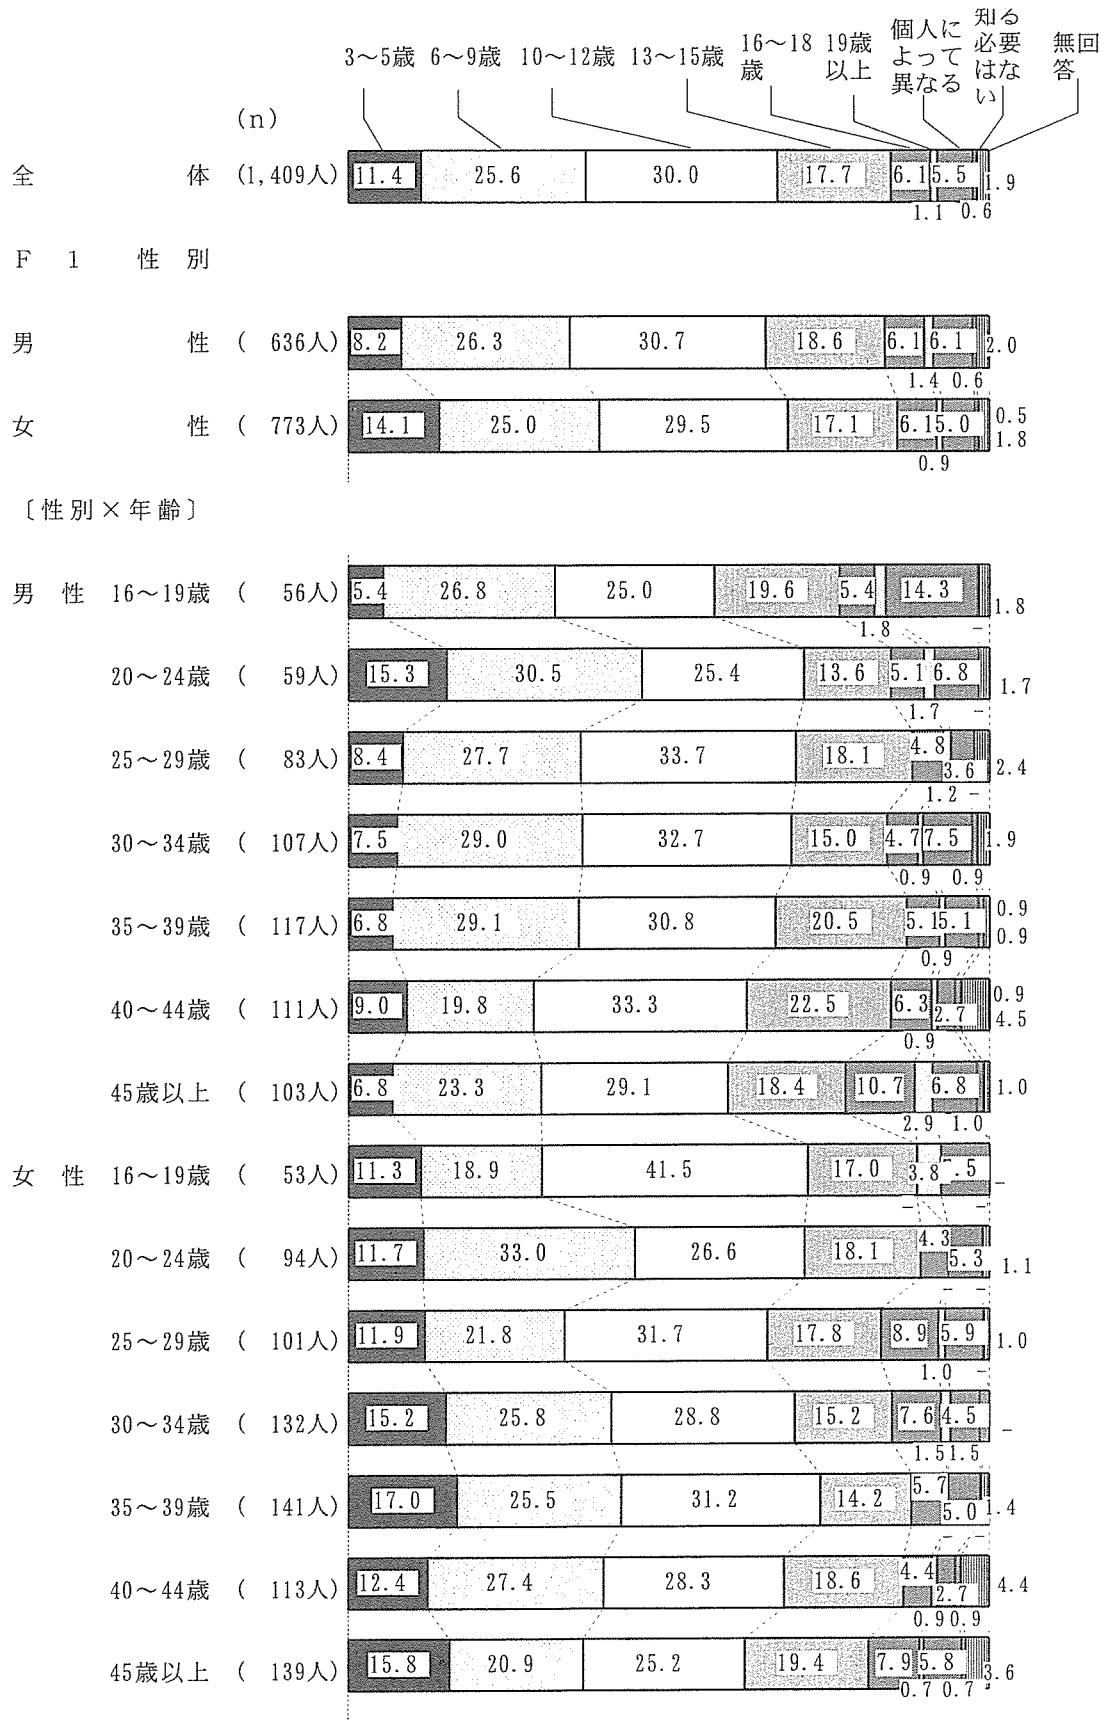 3～5歳 6～9歳 10～12歳 13～15歳 16～18歳 19歳以上 個人によって異なる 知る必要はない 無回答
(n)
全体 (1,409人) 11.4 25.6 30.0 17.7 6.1 5.5 1.9
1.1 0.6
F1 性別
男性 ( 636人) 8.2 26.3 30.7 18.6 6.1 6.1 2.0
1.4 0.6
女性 ( 773人) 14.1 25.0 29.5 17.1 6.1 5.0 0.5 1.8
0.9
〔性別×年齢〕
男性 16～19歳 ( 56人) 5.4 26.8 25.0 19.6 5.4 14.3 1.8
1.8 －
20～24歳 ( 59人) 15.3 30.5 25.4 13.6 5.1 6.8 1.7
1.7 －
25～29歳 ( 83人) 8.4 27.7 33.7 18.1 4.8 3.6 2.4
1.2 －
30～34歳 ( 107人) 7.5 29.0 32.7 15.0 4.7 7.5 1.9
0.9 0.9
35～39歳 ( 117人) 6.8 29.1 30.8 20.5 5.1 5.1 0.9 0.9
0.9
40～44歳 ( 111人) 9.0 19.8 33.3 22.5 6.3 2.7 0.9 4.5
0.9
45歳以上 ( 103人) 6.8 23.3 29.1 18.4 10.7 6.8 1.0
2.9 1.0
女性 16～19歳 ( 53人) 11.3 18.9 41.5 17.0 3.8 7.5 －
－ －
20～24歳 ( 94人) 11.7 33.0 26.6 18.1 4.3 5.3 1.1
－ －
25～29歳 ( 101人) 11.9 21.8 31.7 17.8 8.9 5.9 1.0
1.0 －
30～34歳 ( 132人) 15.2 25.8 28.8 15.2 7.6 4.5 －
1.5 1.5
35～39歳 ( 141人) 17.0 25.5 31.2 14.2 5.7 5.0 1.4
－ －
40～44歳 ( 113人) 12.4 27.4 28.3 18.6 4.4 2.7 4.4
0.9 0.9
45歳以上 ( 139人) 15.8 20.9 25.2 19.4 7.9 5.8 3.6
0.7 0.7